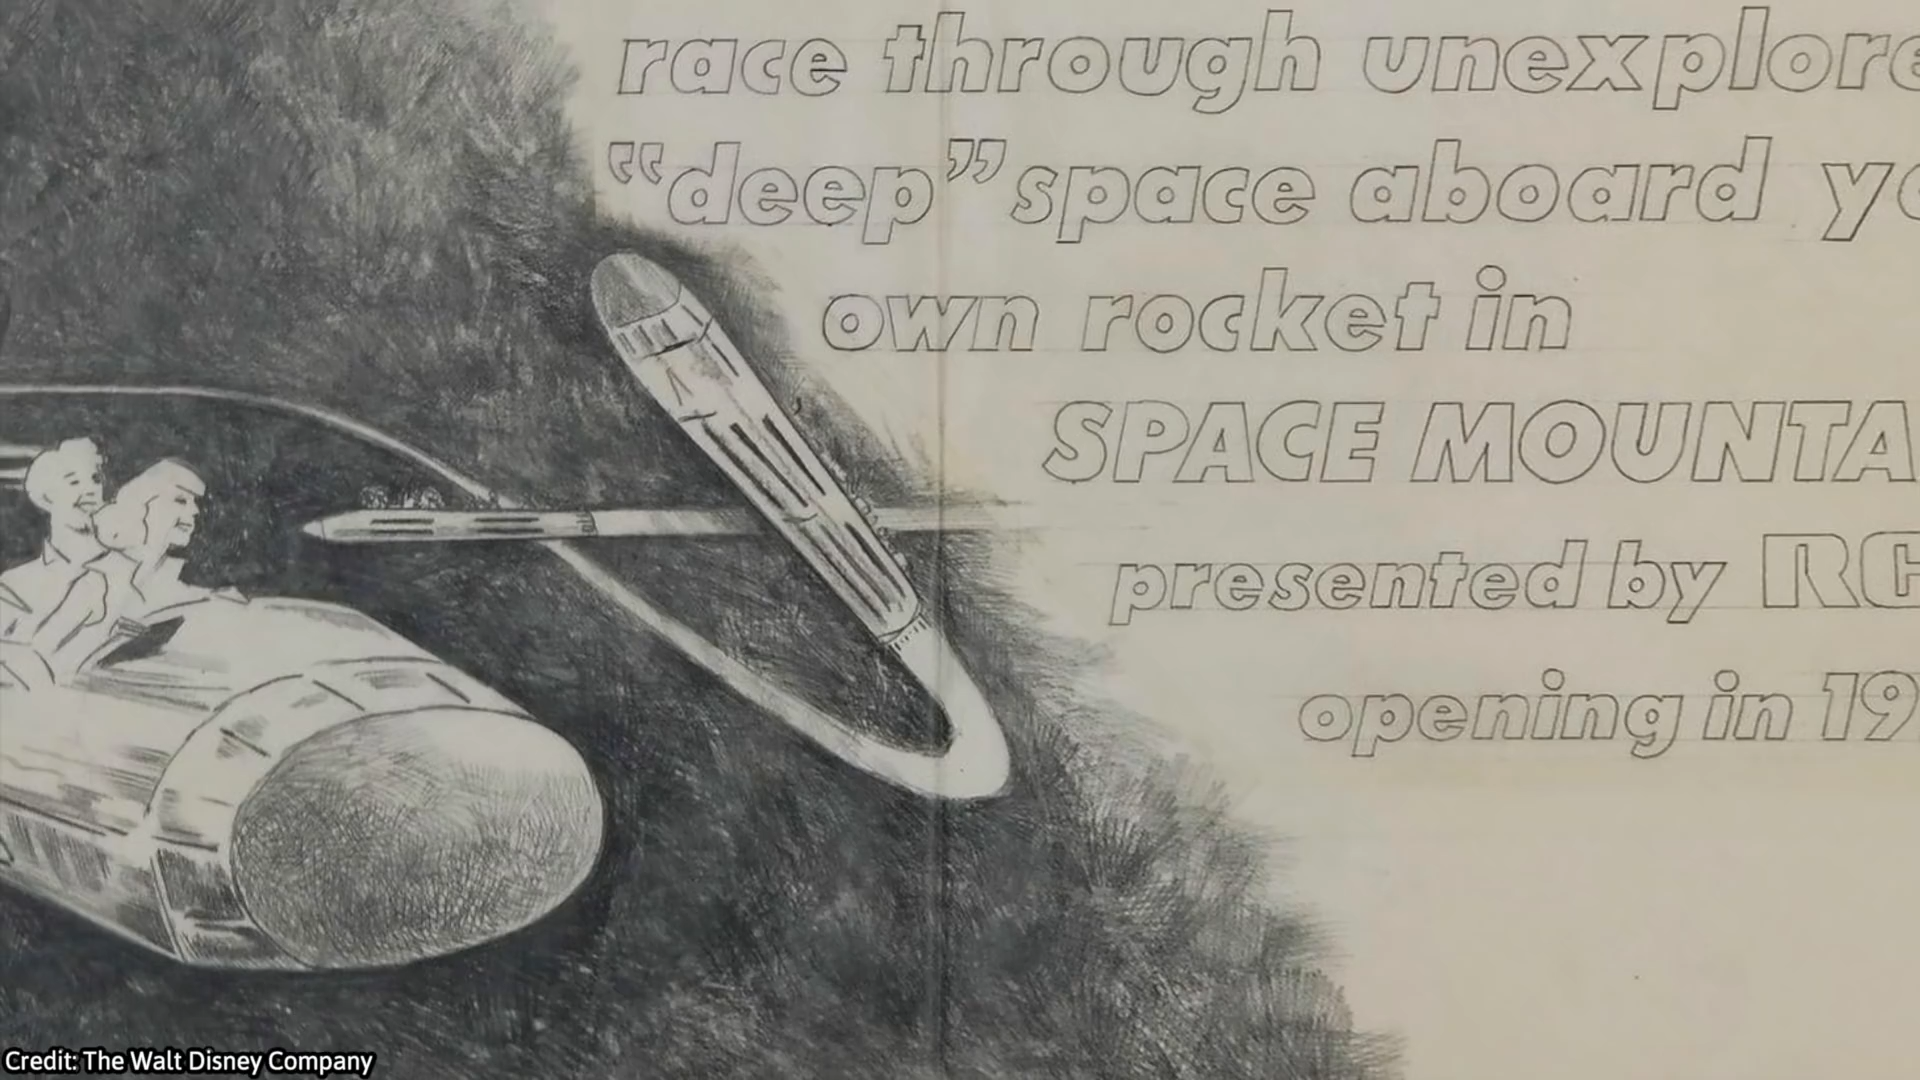 race through unexplore
“deep” space aboard yo
own rocket in
SPACE MOUNTA
presented by RC
opening in 19
Credit: The Walt Disney Company